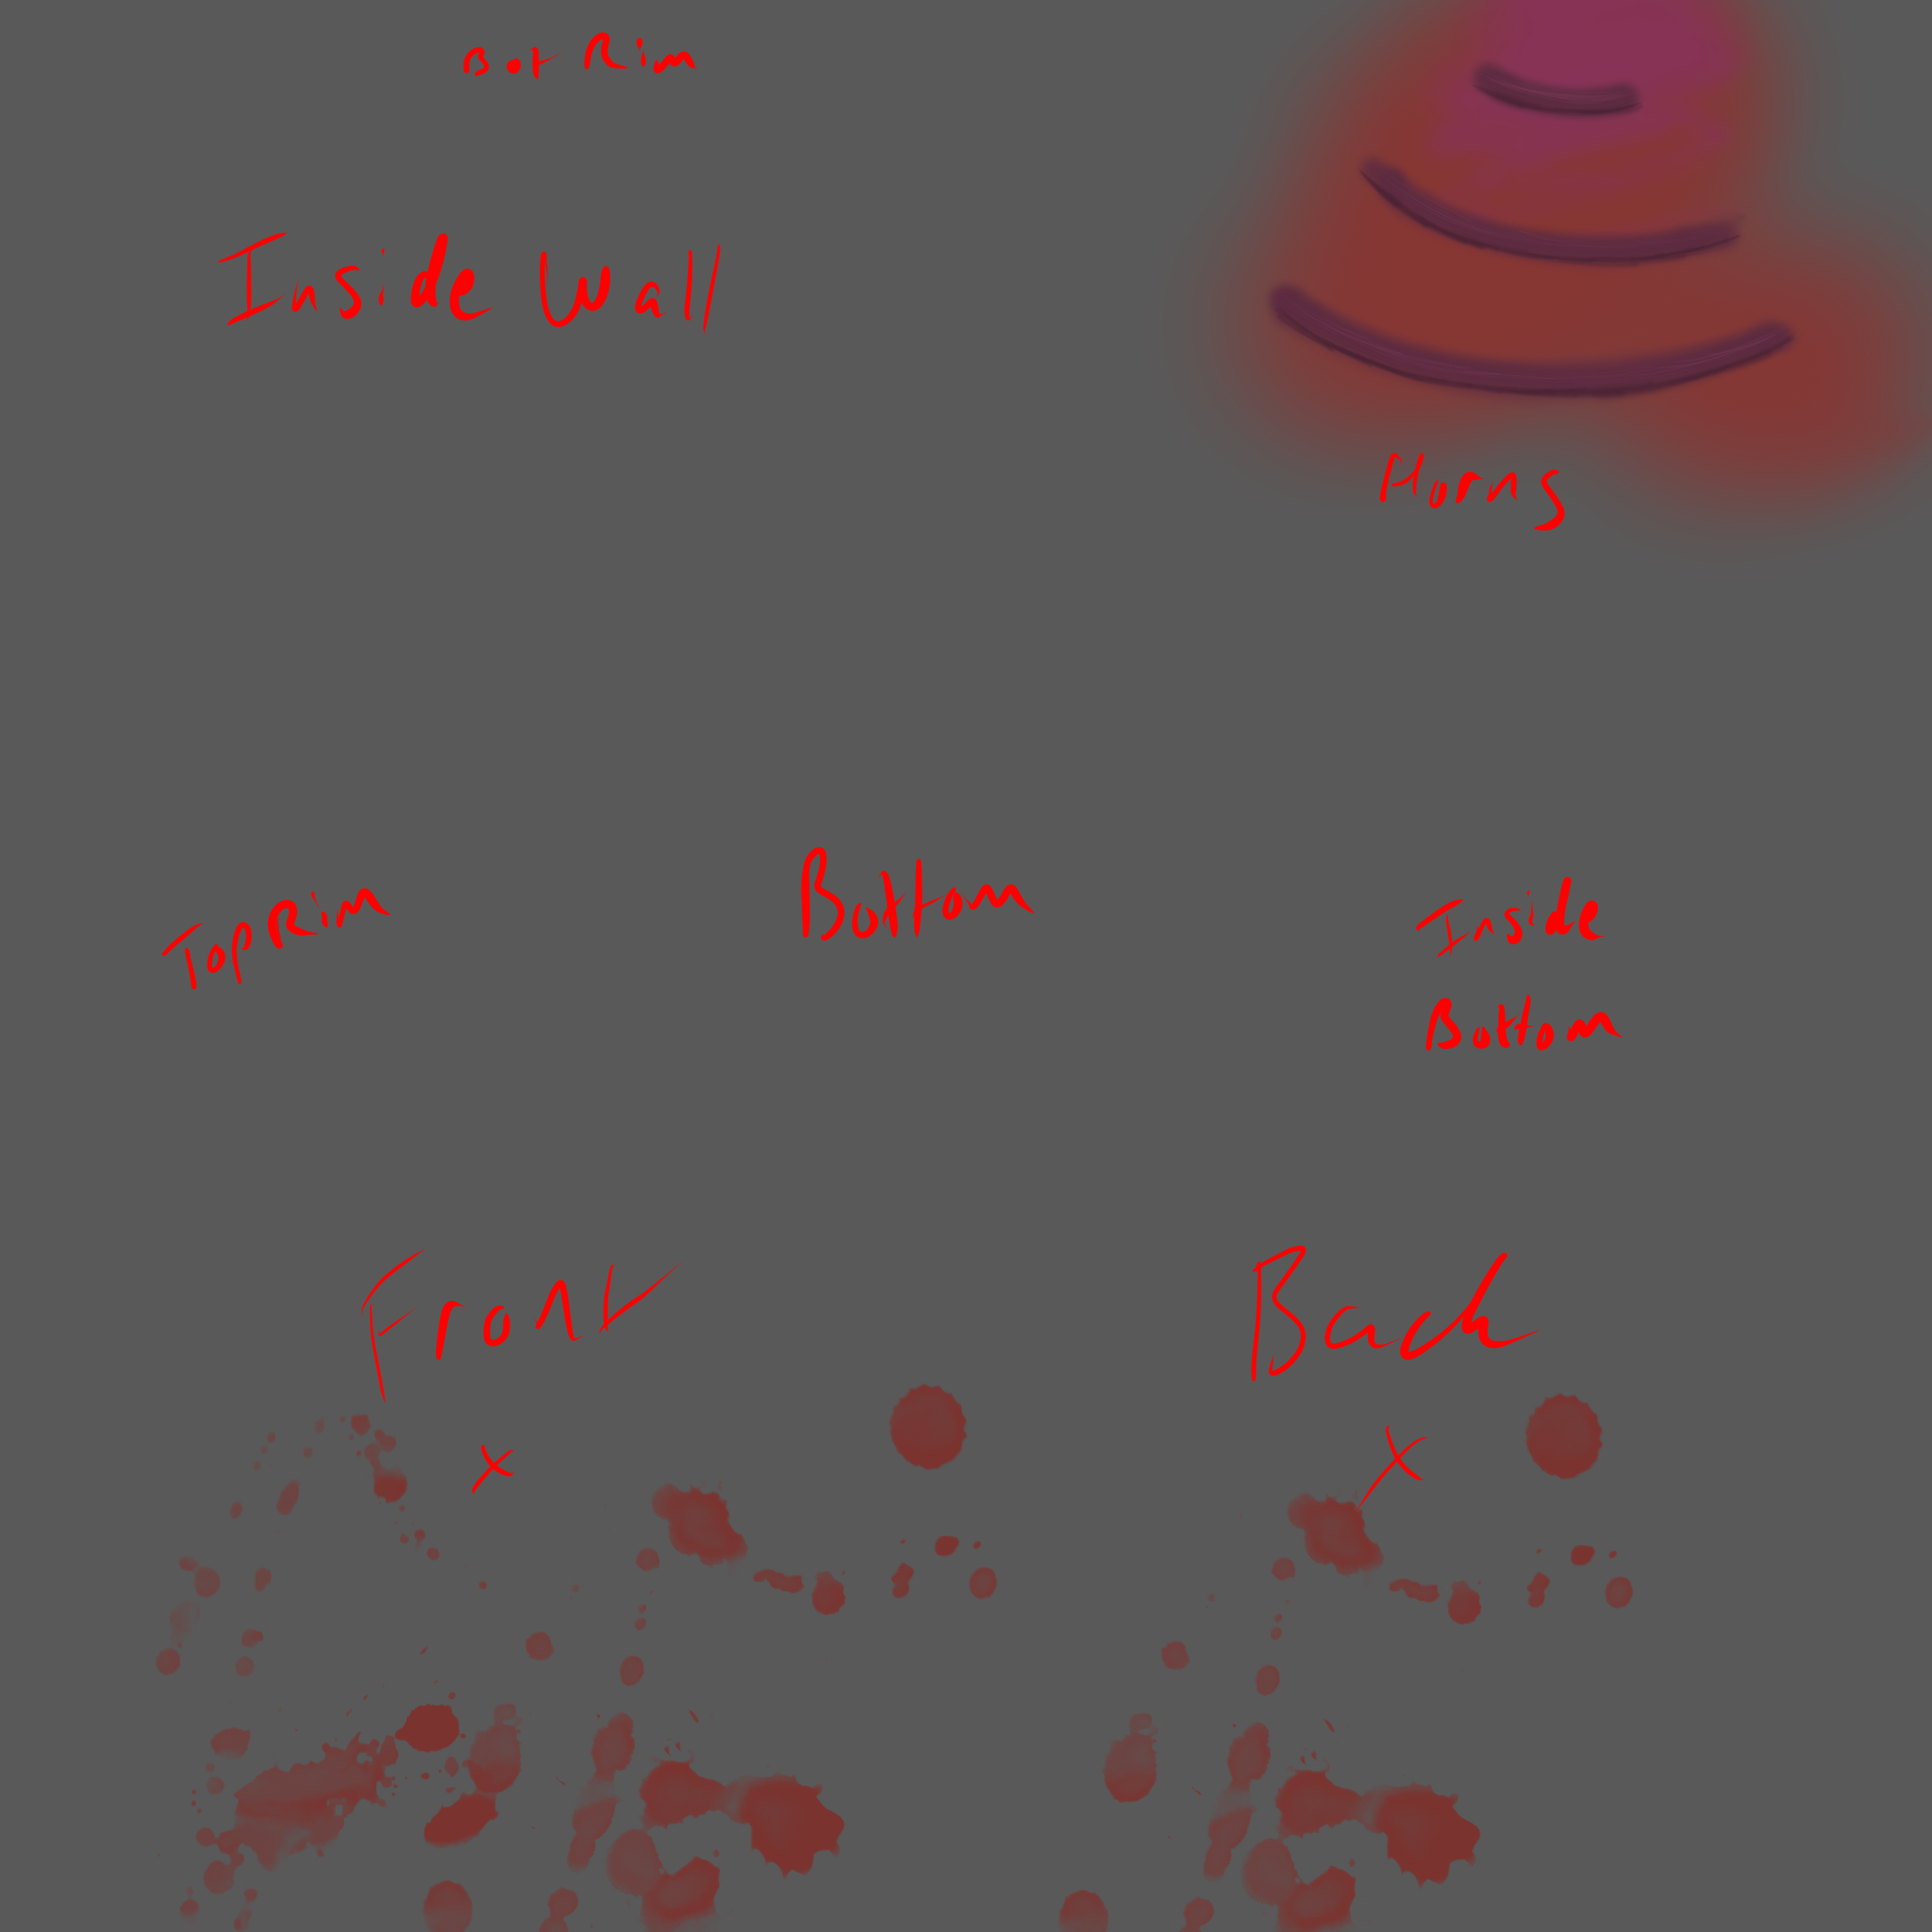 Bot Rim
Inside Wall
Horns
Top Rim
Bottom
Inside
Bottom
Front
Back
x
X